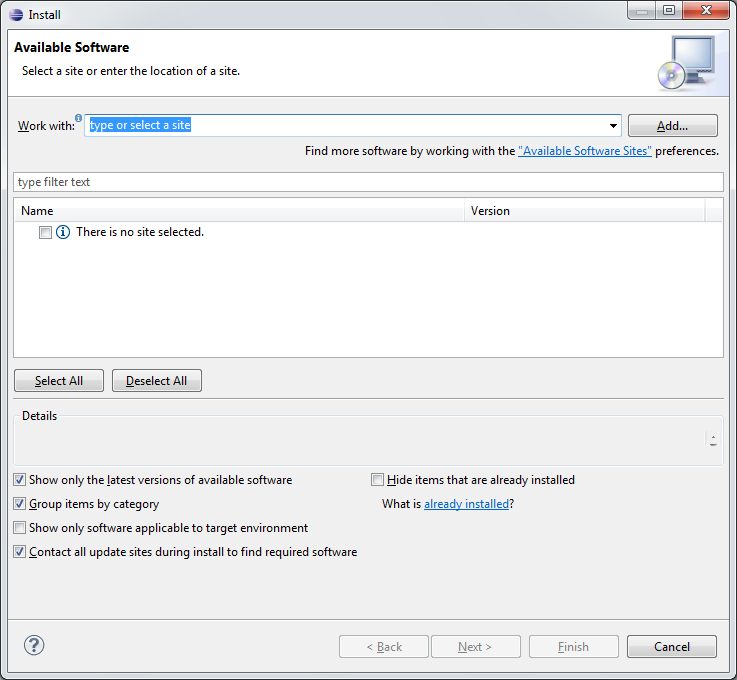 Install
Available Software
Select a site or enter the location of a site.
Work with: type or select a site Add...
Find more software by working with the "Available Software Sites" preferences.
type filter text
Name Version
There is no site selected.
Select All Deselect All
Details
Show only the latest versions of available software Hide items that are already installed
Group items by category What is already installed?
Show only software applicable to target environment
Contact all update sites during install to find required software
? < Back Next > Finish Cancel